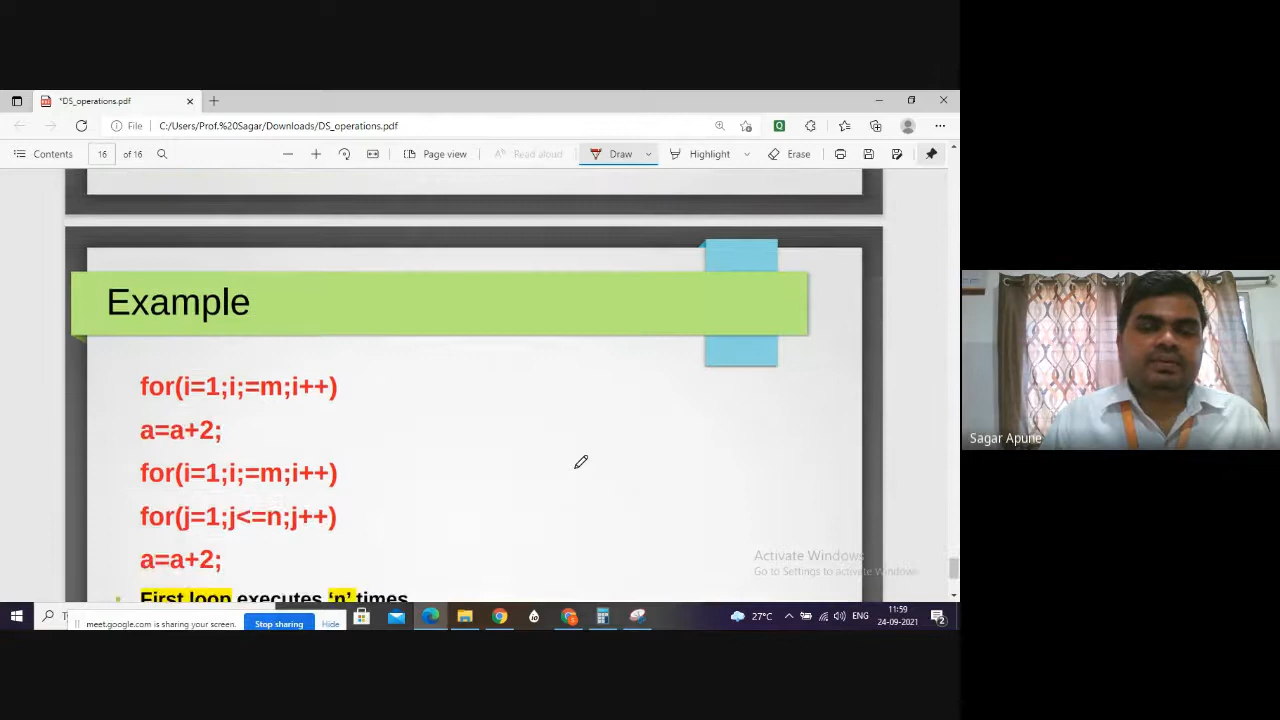 *DS_operations.pdf
File C:/Users/Prof.%20Sagar/Downloads/DS_operations.pdf
Contents 16 of 16 Page view Read aloud Draw Highlight Erase
Example
for(i=1;i;=m;i++)
a=a+2;
for(i=1;i;=m;i++)
for(j=1;j<=n;j++)
a=a+2;
First loop executes ‘n’ times
Activate Windows
Go to Settings to activate Windows
Sagar Apune
meet.google.com is sharing your screen. Stop sharing Hide
27°C ENG 11:59
24-09-2021 2